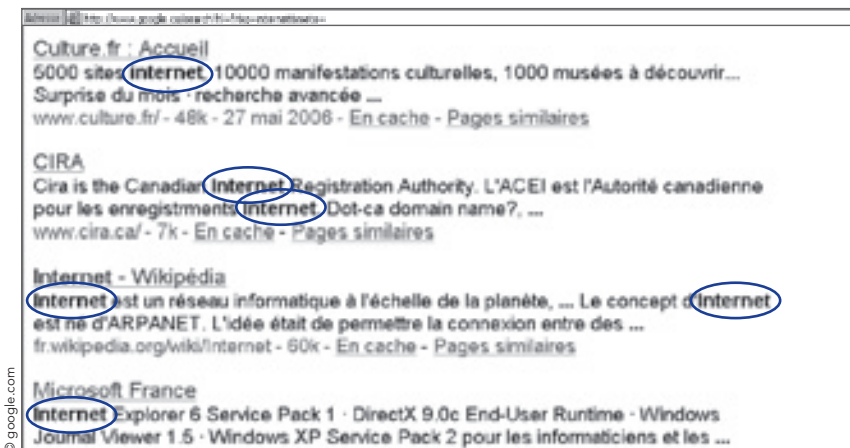 Culture.fr : Accueil
5000 sites internet, 10000 manifestations culturelles, 1000 musées à découvrir...
Surprise du mois · recherche avancée ...
www.culture.fr/ - 48k - 27 mai 2006 - En cache - Pages similaires
CIRA
Cira is the Canadian Internet Registration Authority. L'ACEI est l'Autorité canadienne
pour les enregistrments Internet. Dot-ca domain name?, ...
www.cira.ca/ - 7k - En cache - Pages similaires
Internet - Wikipédia
Internet est un réseau informatique à l'échelle de la planète, ... Le concept d'Internet
est né d'ARPANET. L'idée était de permettre la connexion entre des ...
fr.wikipedia.org/wiki/Internet - 60k - En cache - Pages similaires
Microsoft France
Internet Explorer 6 Service Pack 1 · DirectX 9.0c End-User Runtime · Windows
Journal Viewer 1.5 · Windows XP Service Pack 2 pour les informaticiens et les ...
© google.com